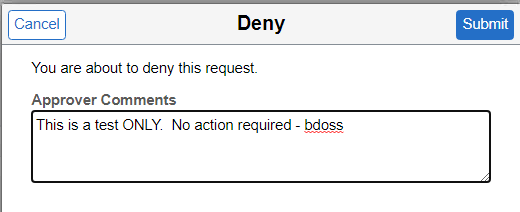 Cancel Deny Submit
You are about to deny this request.
Approver Comments
This is a test ONLY.  No action required - bdoss